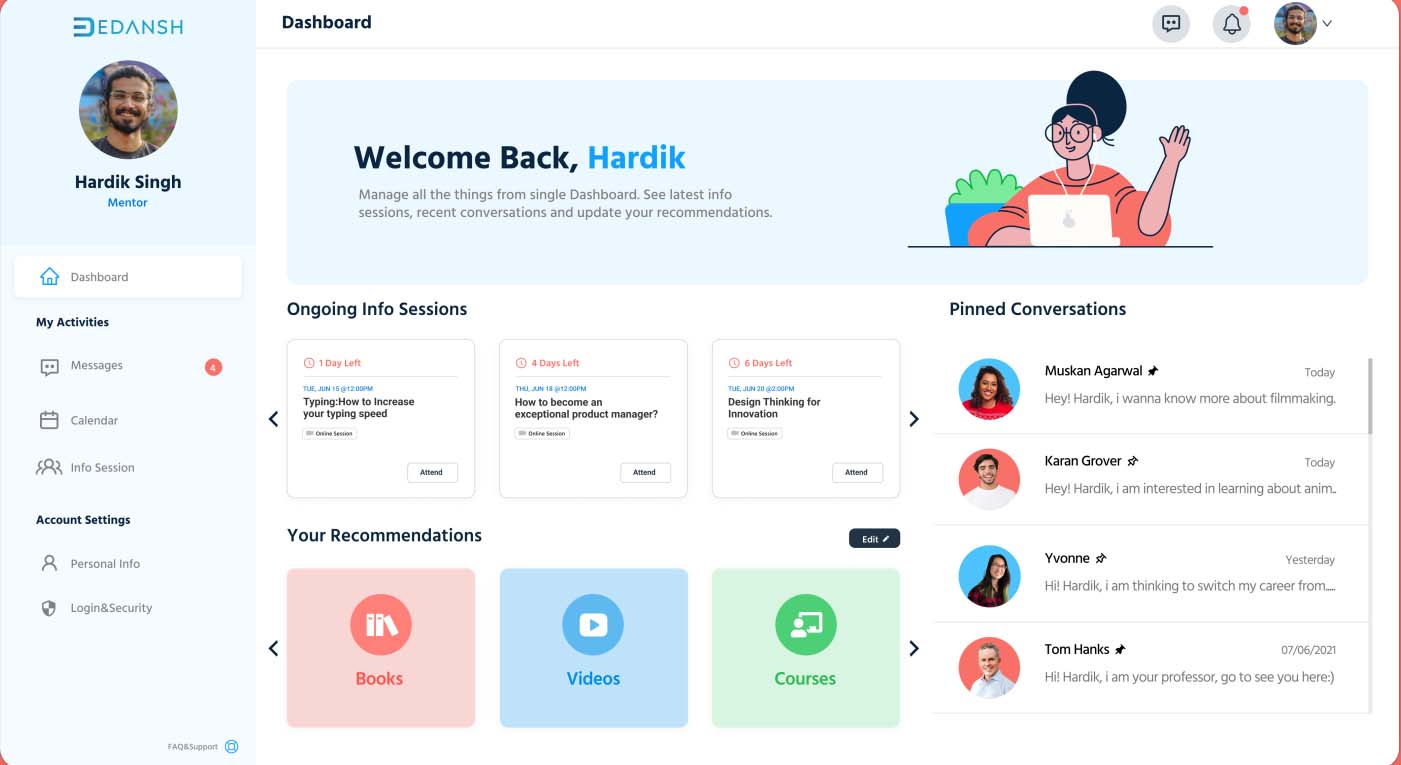 EDANSH
Hardik Singh
Mentor
Dashboard
My Activities
Messages
4
Calendar
Info Session
Account Settings
Personal Info
Login&Security
FAQ&Support
Dashboard
Welcome Back, Hardik
Manage all the things from single Dashboard. See latest info
sessions, recent conversations and update your recommendations.
Ongoing Info Sessions
1 Day Left
TUE, JUN 15 @12:00PM
Typing:How to Increase
your typing speed
Online Session
Attend
4 Days Left
THU, JUN 18 @12:00PM
How to become an
exceptional product manager?
Online Session
Attend
6 Days Left
TUE, JUN 20 @2:00PM
Design Thinking for
Innovation
Online Session
Attend
Your Recommendations
Edit
Books
Videos
Courses
Pinned Conversations
Muskan Agarwal
Today
Hey! Hardik, i wanna know more about filmmaking.
Karan Grover
Today
Hey! Hardik, i am interested in learning about anim..
Yvonne
Yesterday
Hi! Hardik, i am thinking to switch my career from.....
Tom Hanks
07/06/2021
Hi! Hardik, i am your professor, go to see you here:)